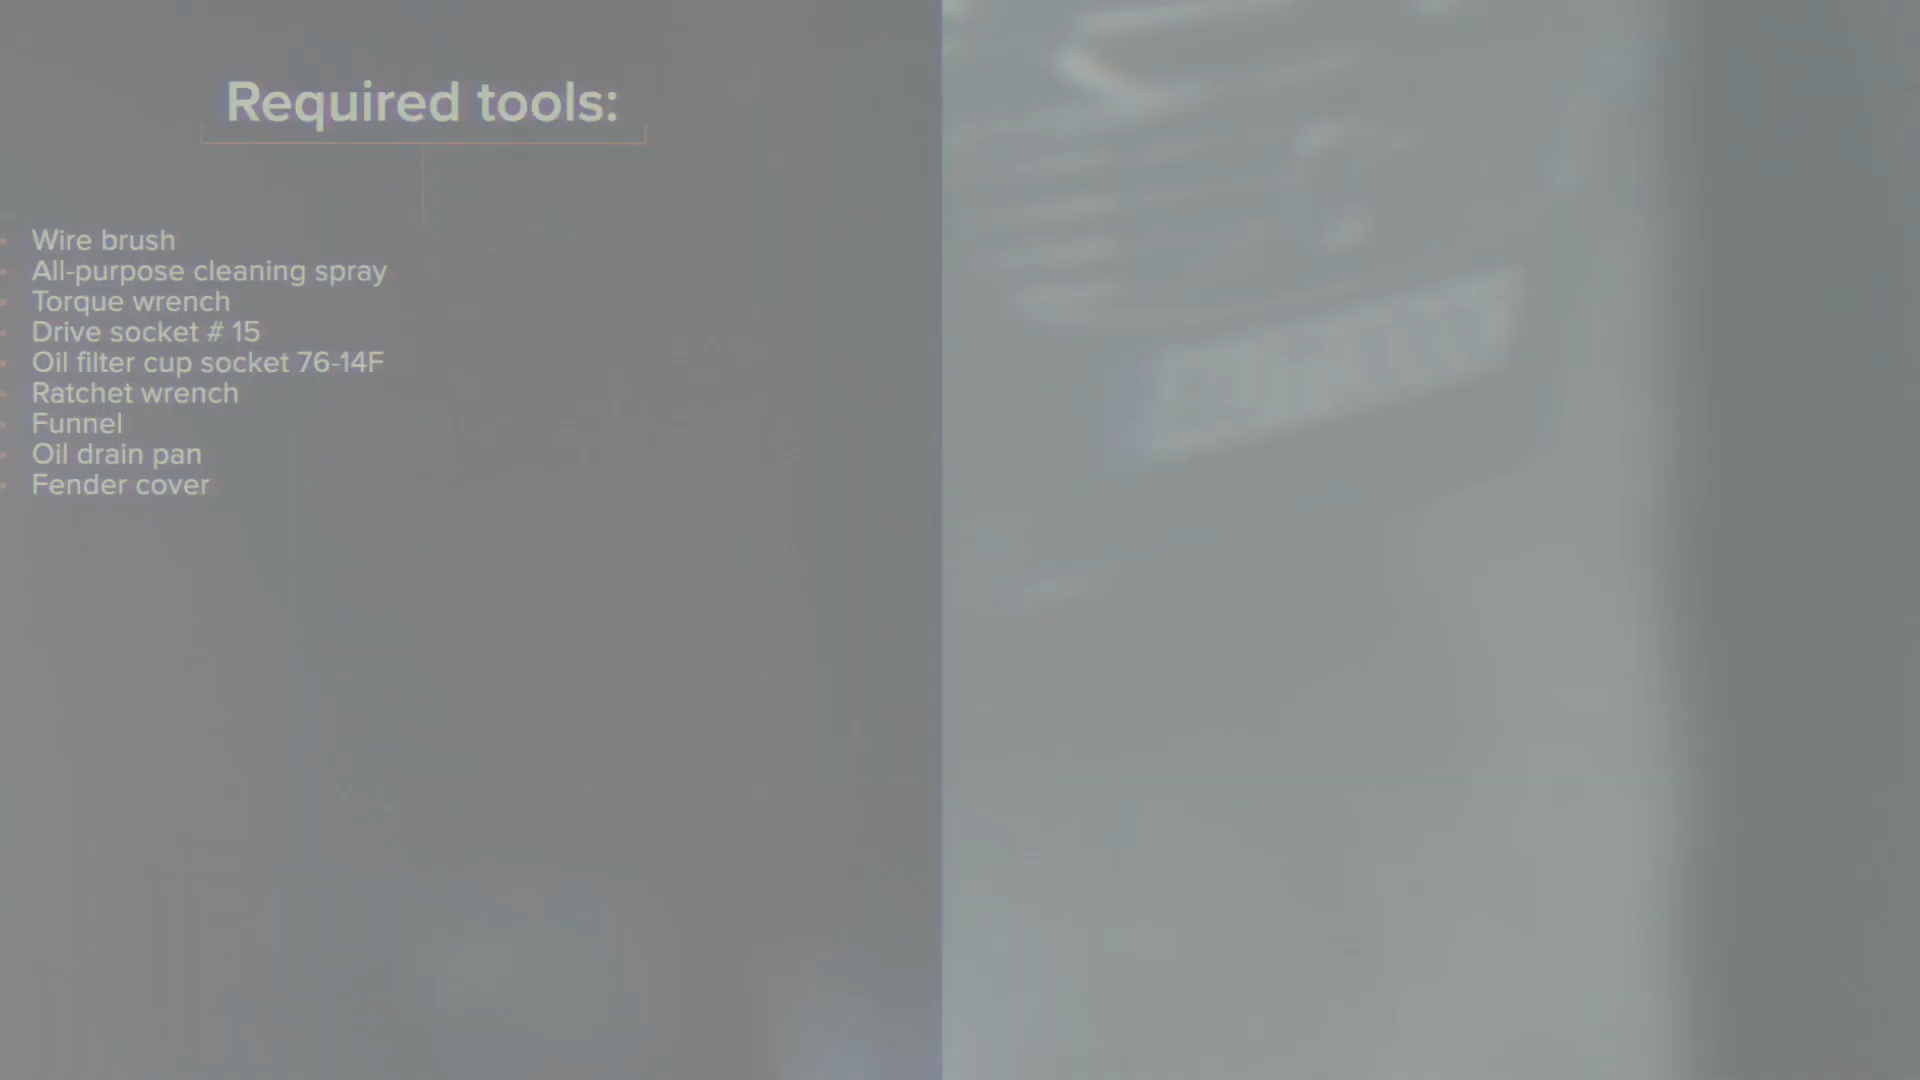 Required tools:
Wire brush
All-purpose cleaning spray
Torque wrench
Drive socket # 15
Oil filter cup socket 76-14F
Ratchet wrench
Funnel
Oil drain pan
Fender cover